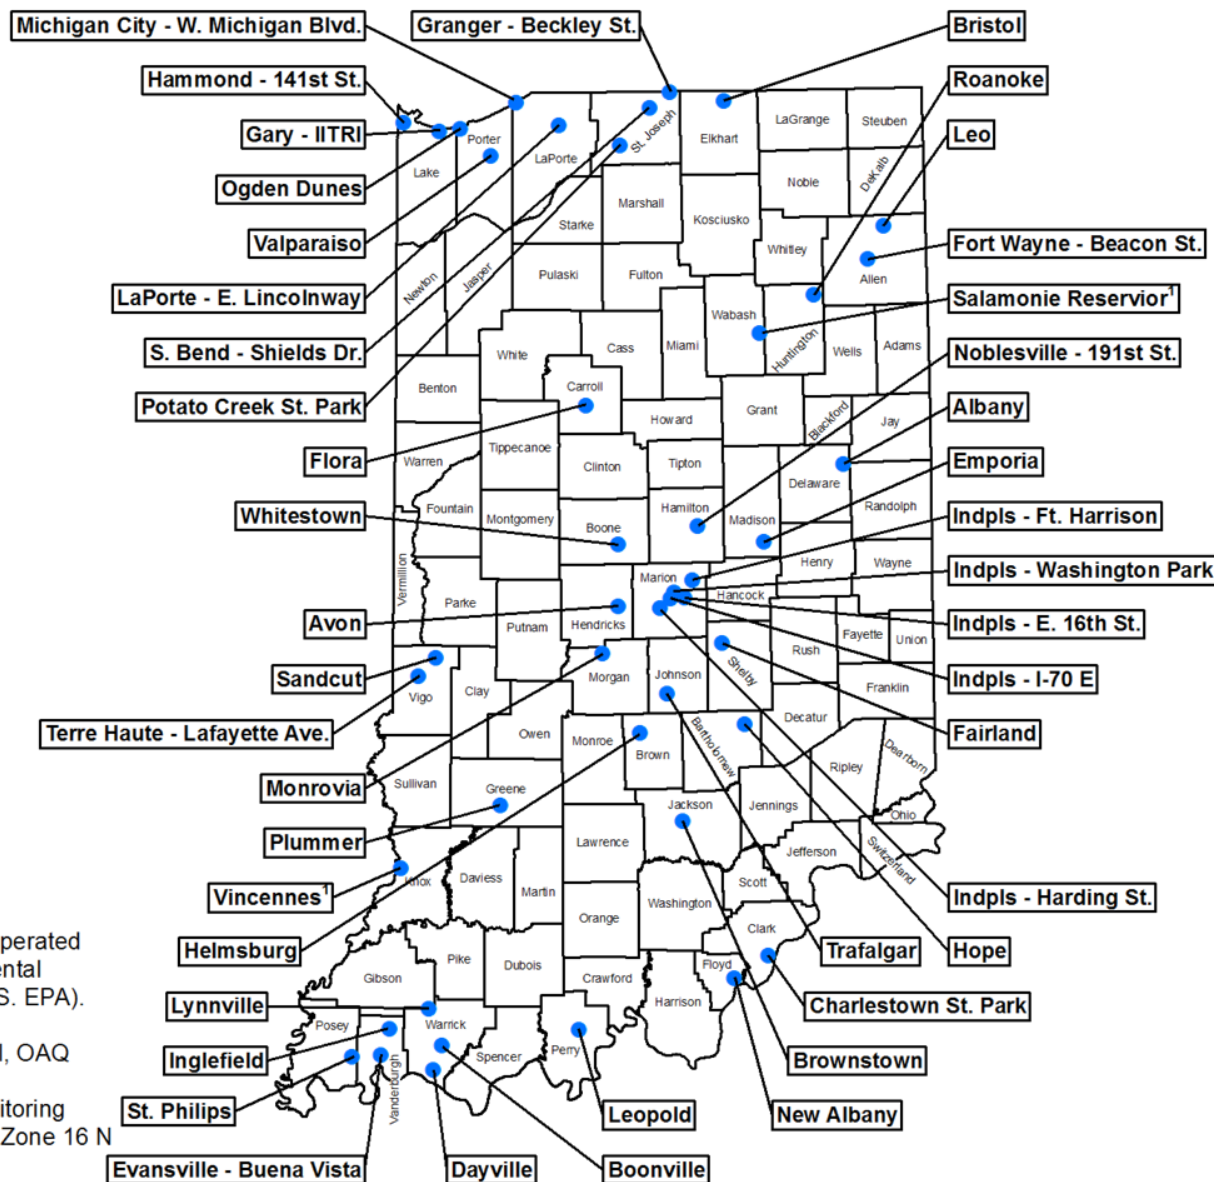 Michigan City - W. Michigan Blvd.
Granger - Beckley St.
Bristol
Hammond - 141st St.
Roanoke
Gary - IITRI
Leo
Ogden Dunes
Valparaiso
Fort Wayne - Beacon St.
LaPorte - E. Lincolnway
Salamonie Reservior¹
S. Bend - Shields Dr.
Noblesville - 191st St.
Potato Creek St. Park
Albany
Flora
Emporia
Whitestown
Indpls - Ft. Harrison
Indpls - Washington Park
Avon
Indpls - E. 16th St.
Sandcut
Indpls - I-70 E
Terre Haute - Lafayette Ave.
Fairland
Monrovia
Plummer
Vincennes¹
Indpls - Harding St.
Helmsburg
Trafalgar
Hope
Lynnville
Charlestown St. Park
Inglefield
Brownstown
St. Philips
Leopold
New Albany
Evansville - Buena Vista
Dayville
Boonville
Lake
Porter
LaPorte
St. Joseph
Elkhart
LaGrange
Steuben
Noble
DeKalb
Starke
Marshall
Kosciusko
Whitley
Allen
Newton
Jasper
Pulaski
Fulton
Wabash
Huntington
Wells
Adams
White
Cass
Miami
Benton
Carroll
Howard
Grant
Blackford
Jay
Warren
Tippecanoe
Clinton
Tipton
Delaware
Randolph
Fountain
Montgomery
Boone
Hamilton
Madison
Vermillion
Parke
Putnam
Hendricks
Marion
Hancock
Henry
Wayne
Rush
Fayette
Union
Vigo
Clay
Morgan
Johnson
Shelby
Franklin
Owen
Monroe
Brown
Bartholomew
Decatur
Dearborn
Ripley
Sullivan
Greene
Jackson
Jennings
Ohio
Switzerland
Jefferson
Lawrence
Knox
Daviess
Martin
Orange
Washington
Scott
Clark
Floyd
Harrison
Crawford
Dubois
Pike
Gibson
Posey
Vanderburgh
Warrick
Spencer
Perry
perated
ental
S. EPA).
, OAQ
itoring
Zone 16 N